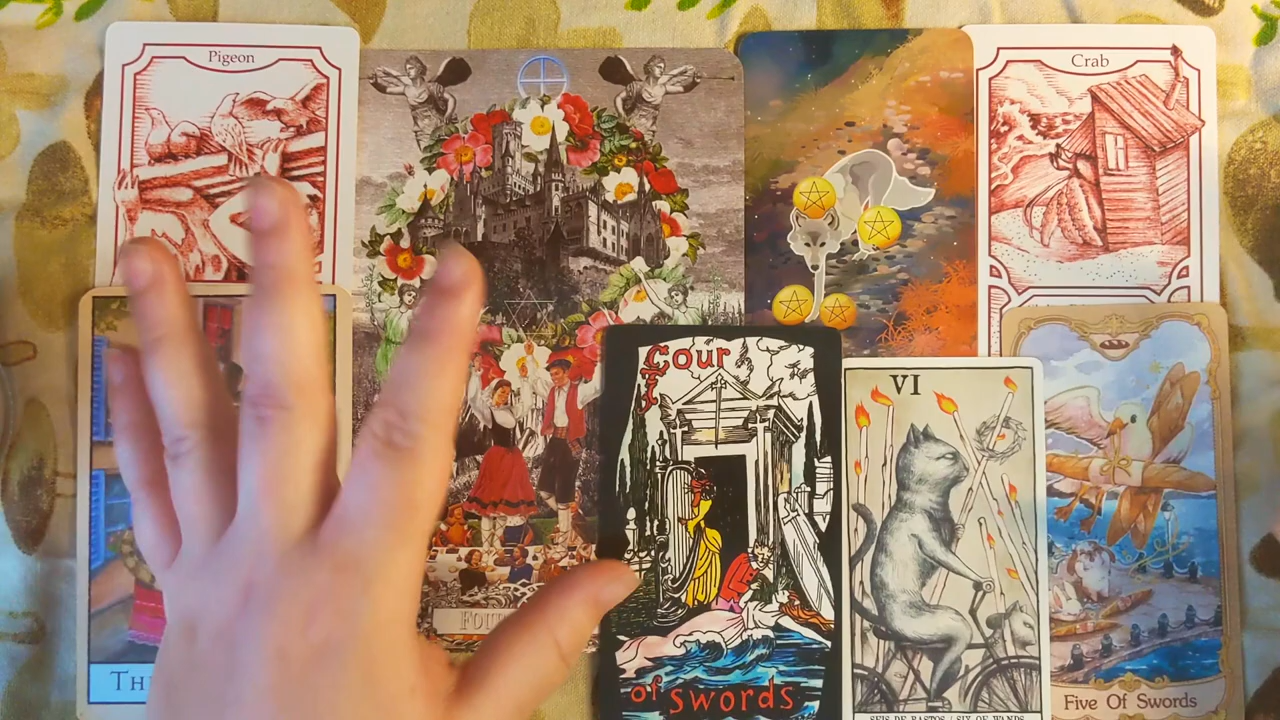 Pigeon
Crab
Four
of swords
VI
SEIS DE BASTOS / SIX OF WANDS
Five Of Swords